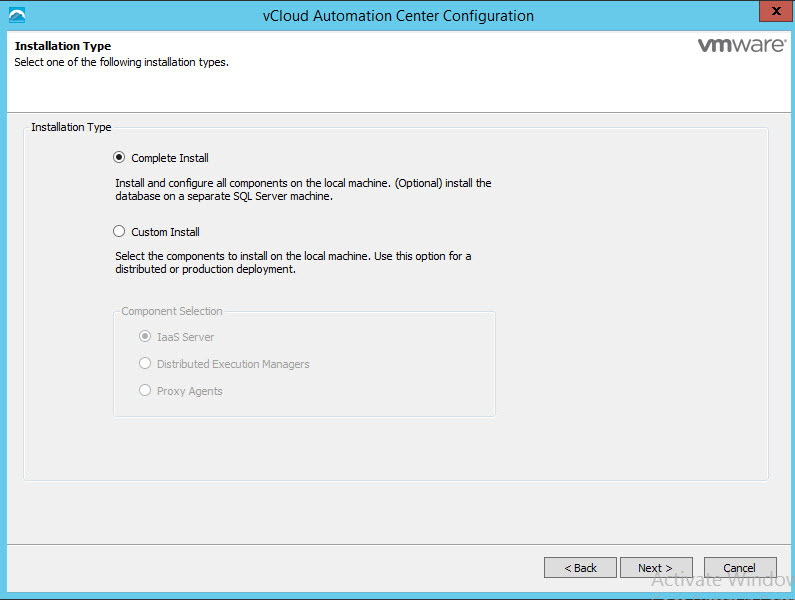 vCloud Automation Center Configuration
x
Installation Type
vmware
Select one of the following installation types.
Installation Type
Complete Install
Install and configure all components on the local machine. (Optional) install the
database on a separate SQL Server machine.
Custom Install
Select the components to install on the local machine. Use this option for a
distributed or production deployment.
Component Selection
IaaS Server
Distributed Execution Managers
Proxy Agents
< Back
Next >
Cancel
Activate Window